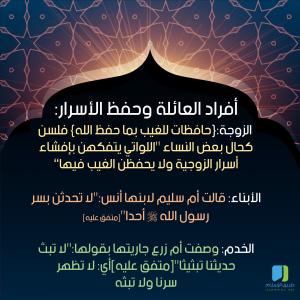 أفراد العائلة وحفظ الأسرار:
الزوجة:{حافظات للغيب بما حفظ الله} فلسن
كحال بعض النساء "اللواتي يتفكهن بإفشاء
أسرار الزوجية ولا يحفظن الغيب فيها"
الأبناء: قالت أم سليم لابنها أنس:"لا تحدثن بسر
رسول الله ﷺ أحدا"[متفق عليه]
الخدم: وصفت أم زرع جاريتها بقولها:"لا تبث
حديثنا تبثيثا"[متفق عليه]أي: لا تظهر
سرنا ولا تبثه